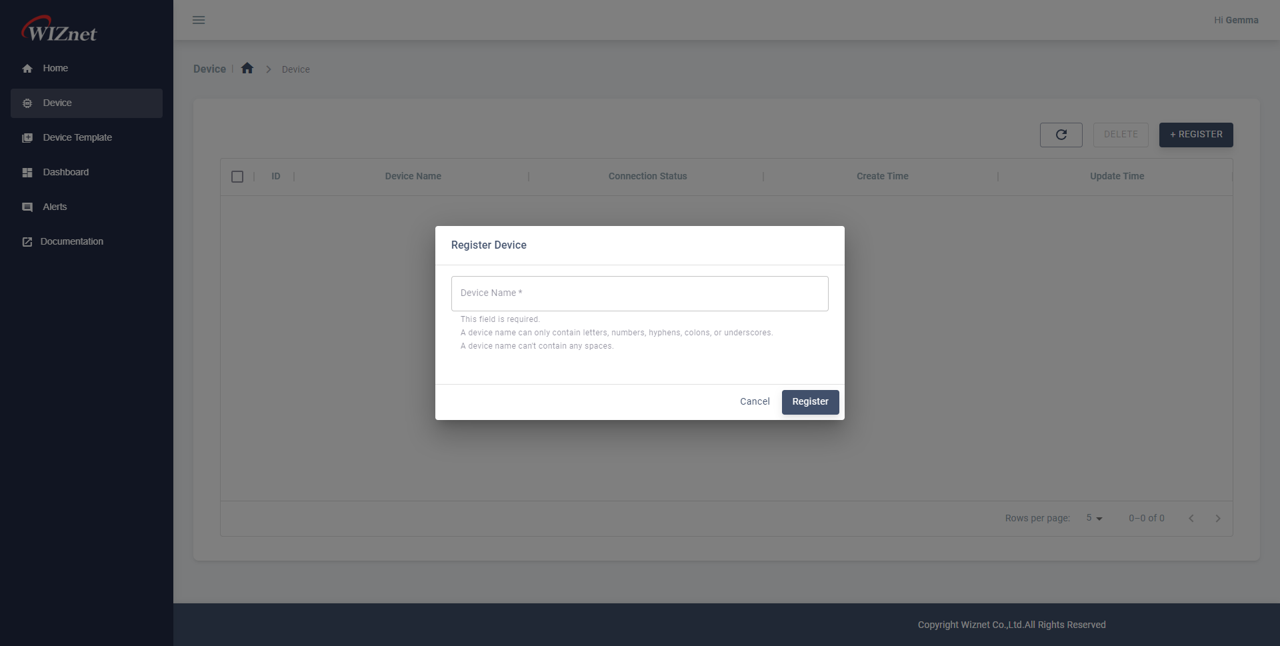 WIZnet
Hi Gemma
Home
Device
Device Template
Dashboard
Alerts
Documentation
Device
Device
DELETE
+ REGISTER
ID
Device Name
Connection Status
Create Time
Update Time
Register Device
Device Name *
This field is required.
A device name can only contain letters, numbers, hyphens, colons, or underscores.
A device name can't contain any spaces.
Cancel
Register
Rows per page:
5
0–0 of 0
Copyright Wiznet Co.,Ltd.All Rights Reserved